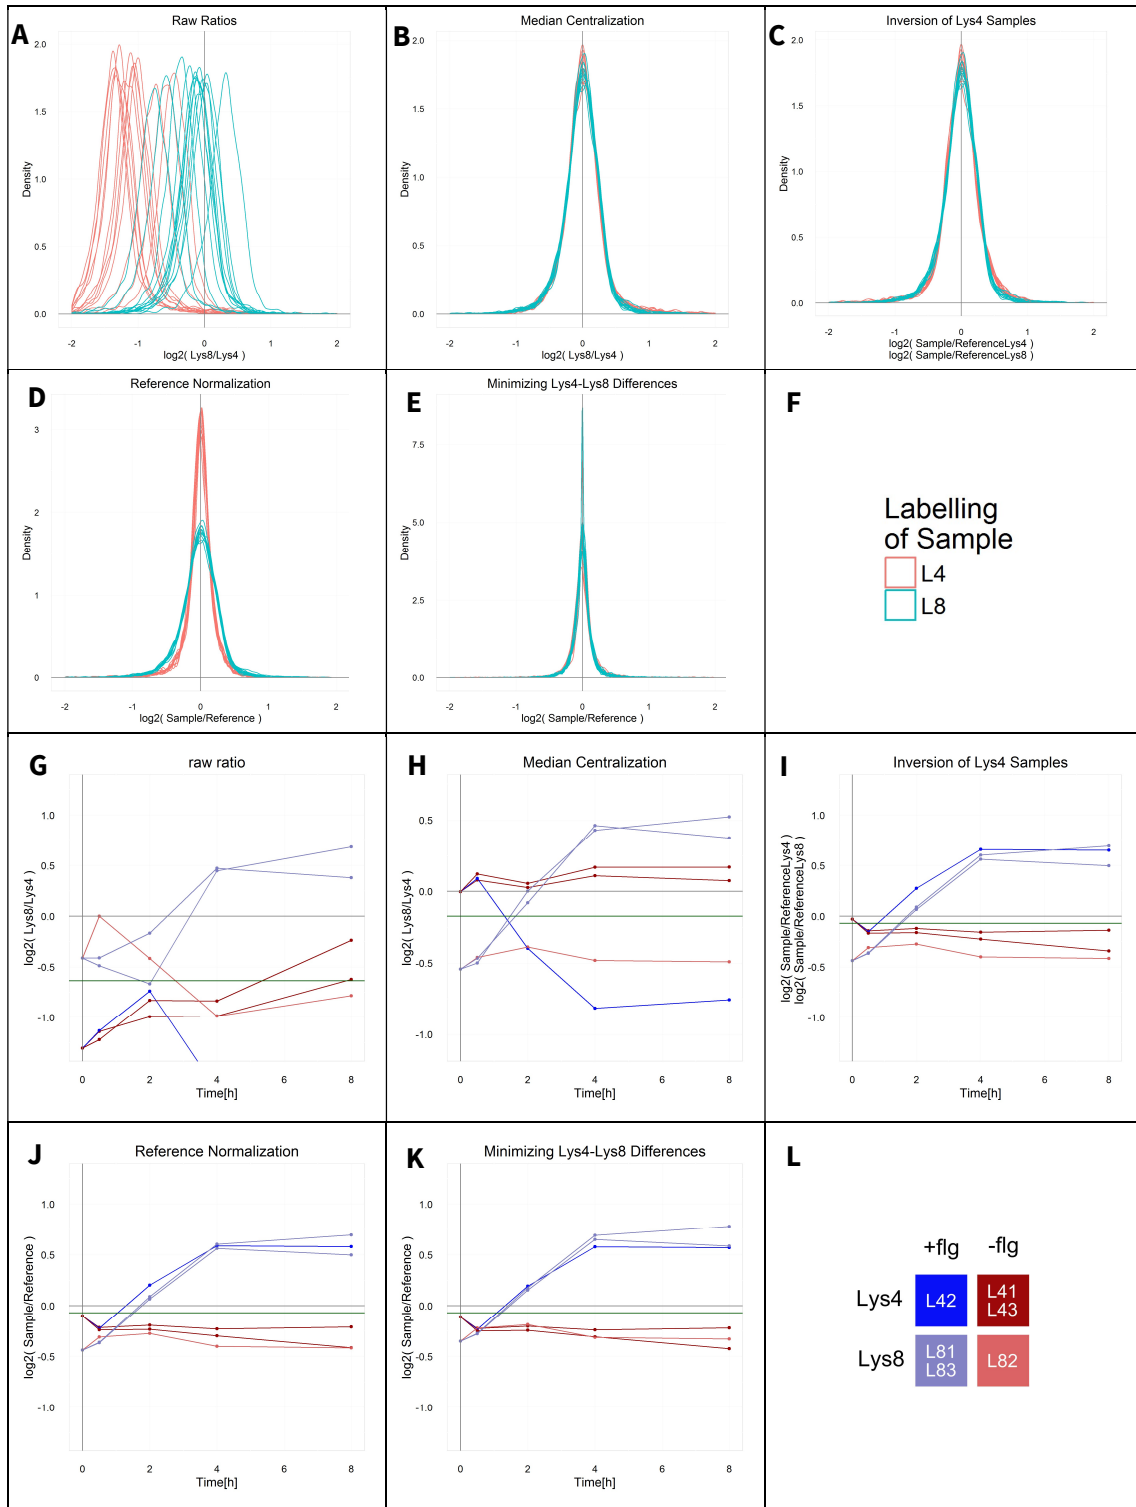 A
Raw Ratios
2.0
1.5
1.0
0.5
0.0
Density
-2 -1 0 1 2
log2( Lys8/Lys4 )
B
Median Centralization
2.0
1.5
1.0
0.5
0.0
Density
-2 -1 0 1 2
log2( Lys8/Lys4 )
C
Inversion of Lys4 Samples
2.0
1.5
1.0
0.5
0.0
Density
-2 -1 0 1 2
log2( Sample/ReferenceLys4 )
log2( Sample/ReferenceLys8 )
D
Reference Normalization
3
2
1
0
Density
-2 -1 0 1 2
log2( Sample/Reference )
E
Minimizing Lys4-Lys8 Differences
7.5
5.0
2.5
0.0
Density
-2 -1 0 1 2
log2( Sample/Reference )
F
Labelling
of Sample
L4
L8
G
raw ratio
1.0
0.5
0.0
-0.5
-1.0
log2( Lys8/Lys4 )
0 2 4 6 8
Time[h]
H
Median Centralization
0.5
0.0
-0.5
-1.0
log2( Lys8/Lys4 )
0 2 4 6 8
Time[h]
I
Inversion of Lys4 Samples
1.0
0.5
0.0
-0.5
-1.0
log2( Sample/ReferenceLys4 )
log2( Sample/ReferenceLys8 )
0 2 4 6 8
Time[h]
J
Reference Normalization
1.0
0.5
0.0
-0.5
-1.0
log2( Sample/Reference )
0 2 4 6 8
Time[h]
K
Minimizing Lys4-Lys8 Differences
1.0
0.5
0.0
-0.5
-1.0
log2( Sample/Reference )
0 2 4 6 8
Time[h]
L
+flg -flg
Lys4
L42
L41
L43
Lys8
L81
L83
L82